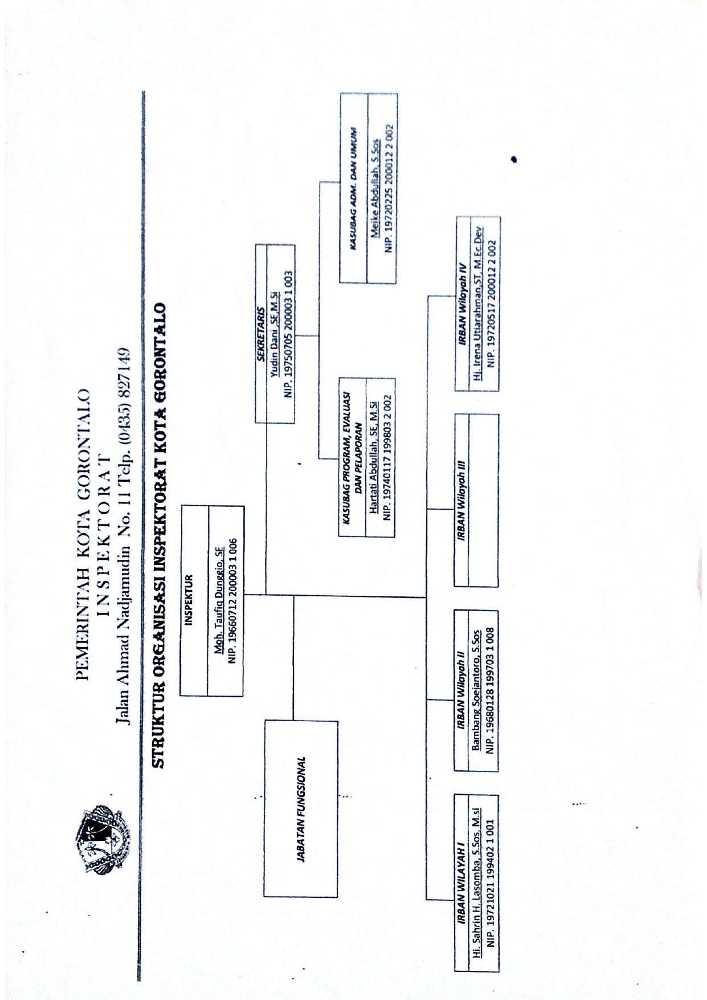 PEMERINTAH KOTA GORONTALO
INSPEKTORAT
Jalan Ahmad Nadjamudin No. 11 Telp. (0435) 827149
STRUKTUR ORGANISASI INSPEKTORAT KOTA GORONTALO
INSPEKTUR
Moh. Taufiq Dunggio, SE
NIP. 19660712 200003 1 006
SEKRETARIS
Yudin Dani ,SE,M.Si
NIP. 19750705 200003 1 003
JABATAN FUNGSIONAL
KASUBAG PROGRAM, EVALUASI
DAN PELAPORAN
Hartati Abdullah, SE, M.Si
NIP. 19740117 199803 2 002
KASUBAG ADM. DAN UMUM
Meike Abdullah, S.Sos
NIP. 19720225 200012 2 002
IRBAN WILAYAH I
Hi. Sahrin H. Lasomba, S.Sos, M.si
NIP. 19721021 199402 1 001
IRBAN Wilayah II
Bambang Soejantoro, S.Sos
NIP. 19680128 199703 1 008
IRBAN Wilayah III
IRBAN Wilayah IV
Hj. Irena Utiarahman,ST, M.Ec.Dev
NIP. 19720517 200012 2 002